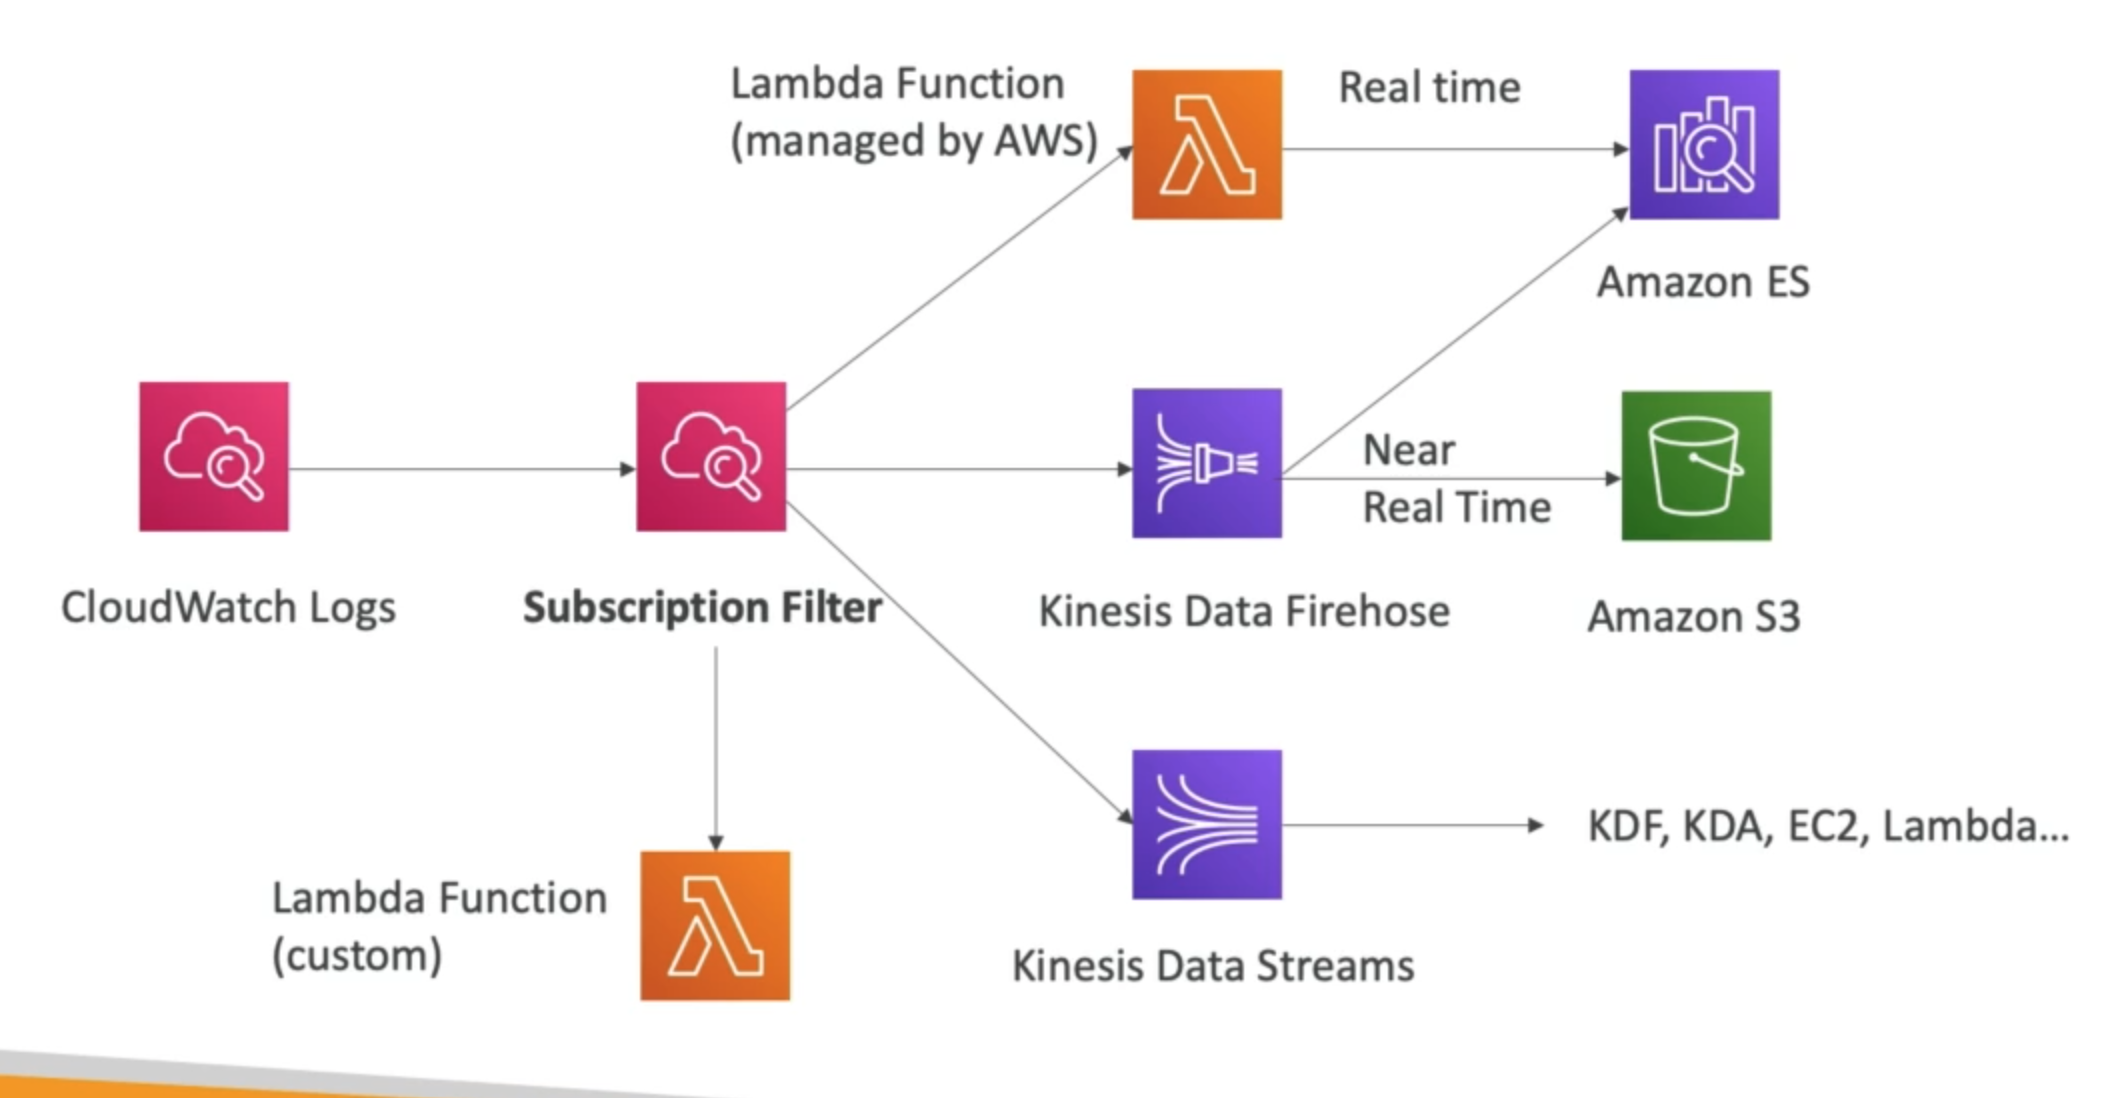 Lambda Function
(managed by AWS)
Real time
Amazon ES
Near
Real Time
CloudWatch Logs
Subscription Filter
Kinesis Data Firehose
Amazon S3
Lambda Function
(custom)
Kinesis Data Streams
KDF, KDA, EC2, Lambda...